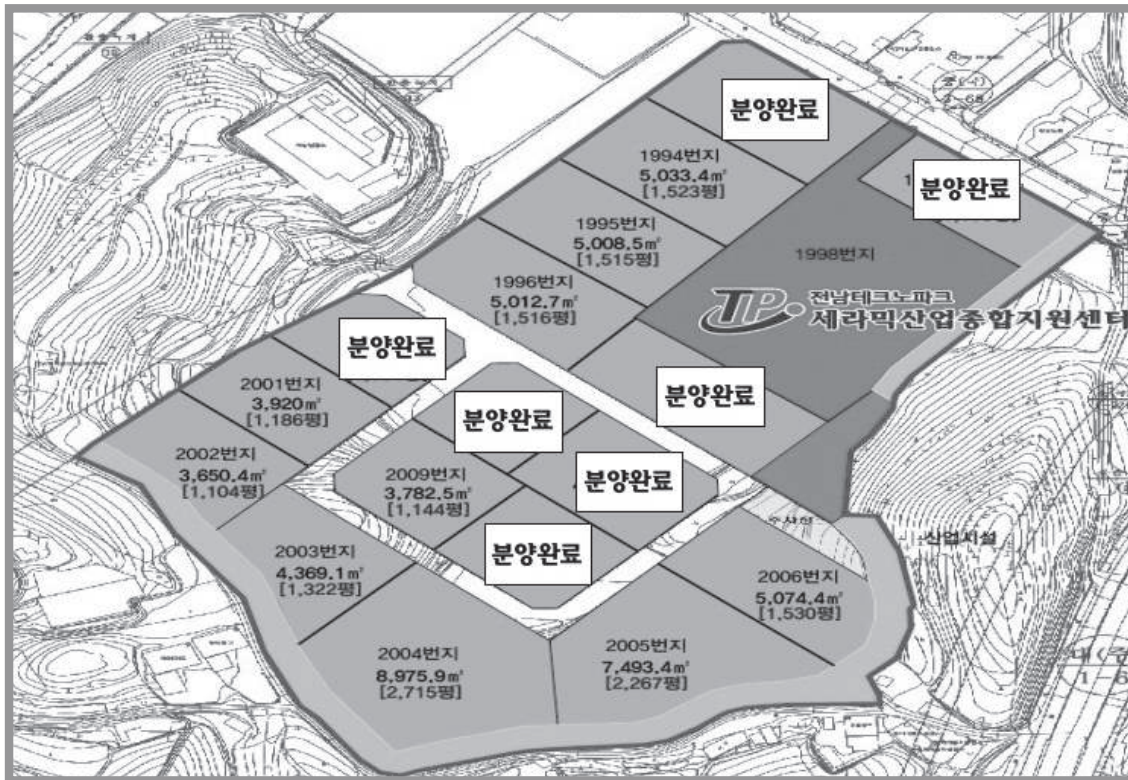 분양완료
1994번지
5,033.4㎡
[1,523평]
분양완료
1995번지
5,008.5㎡
[1,515평]
1998번지
1996번지
5,012.7㎡
[1,516평]
TP
전남테크노파크
세라믹산업종합지원센터
분양완료
2001번지
3,920㎡
[1,186평]
분양완료
분양완료
2002번지
3,650.4㎡
[1,104평]
2009번지
3,782.5㎡
[1,144평]
분양완료
분양완료
산업시설
2003번지
4,369.1㎡
[1,322평]
2006번지
5,074.4㎡
[1,530평]
2004번지
8,975.9㎡
[2,715평]
2005번지
7,493.4㎡
[2,267평]